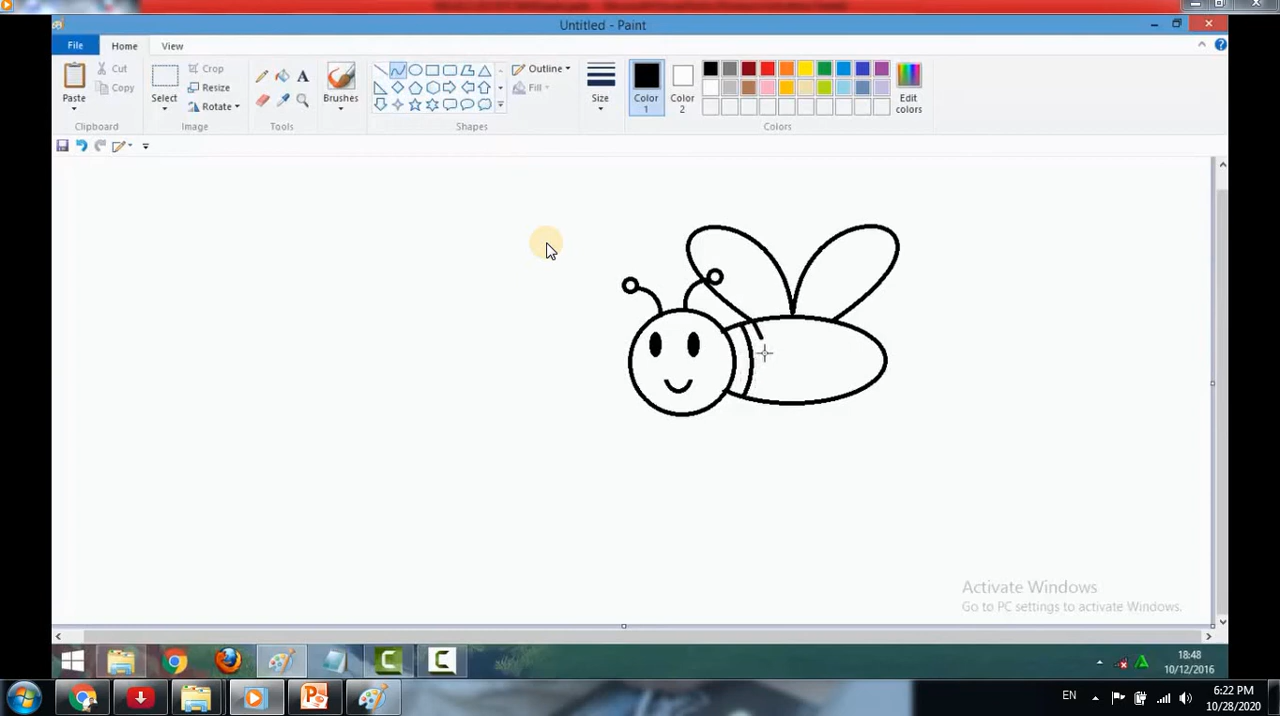 Untitled - Paint
File Home View
Paste
Cut
Copy
Clipboard
Select
Crop
Resize
Rotate
Image
A
Tools
Brushes
Outline
Fill
Shapes
Size
Color 1
Color 2
Edit colors
Colors
Activate Windows
Go to PC settings to activate Windows.
18:48
10/12/2016
EN
6:22 PM
10/28/2020